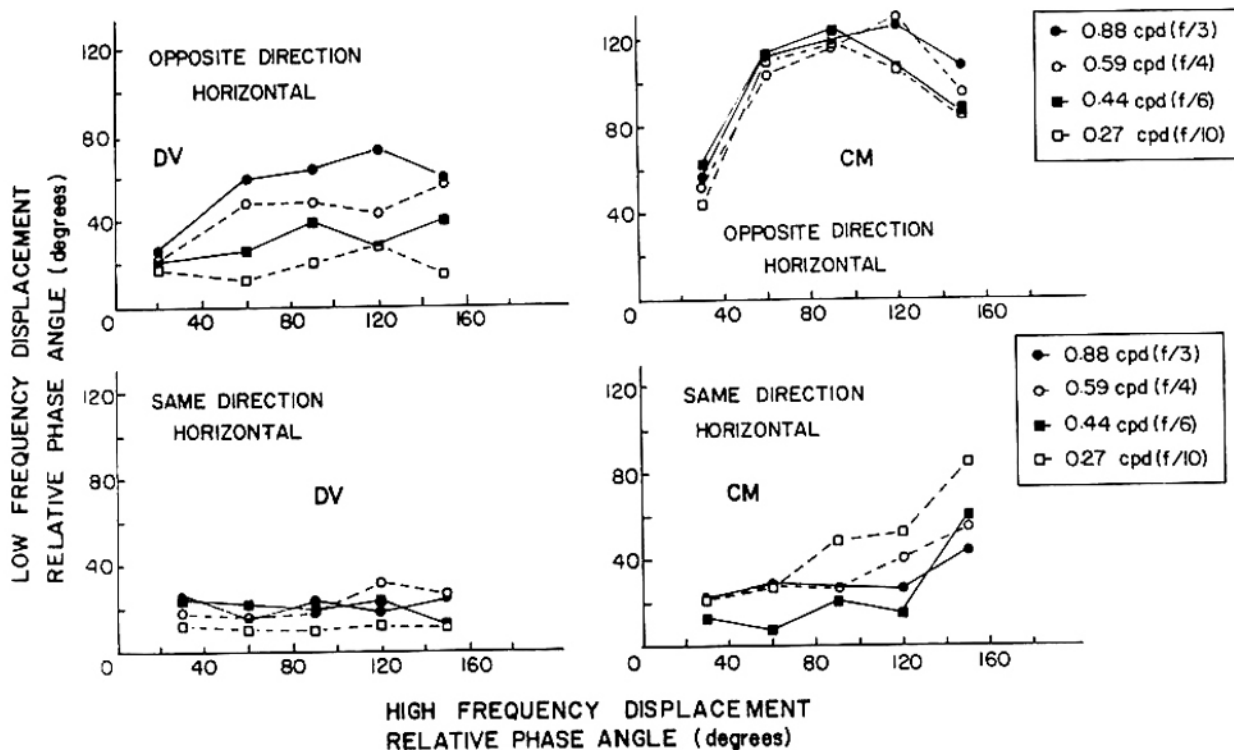 LOW FREQUENCY DISPLACEMENT
RELATIVE PHASE ANGLE (degrees)
120
80
40
OPPOSITE DIRECTION
HORIZONTAL
DV
0 40 80 120 160
120
80
40
CM
OPPOSITE DIRECTION
HORIZONTAL
0 40 80 120 160
0.88 cpd (f/3)
0.59 cpd (f/4)
0.44 cpd (f/6)
0.27 cpd (f/10)
120
80
40
SAME DIRECTION
HORIZONTAL
DV
0 40 80 120 160
120
80
40
SAME DIRECTION
HORIZONTAL
CM
0 40 80 120 160
0.88 cpd (f/3)
0.59 cpd (f/4)
0.44 cpd (f/6)
0.27 cpd (f/10)
HIGH FREQUENCY DISPLACEMENT
RELATIVE PHASE ANGLE (degrees)